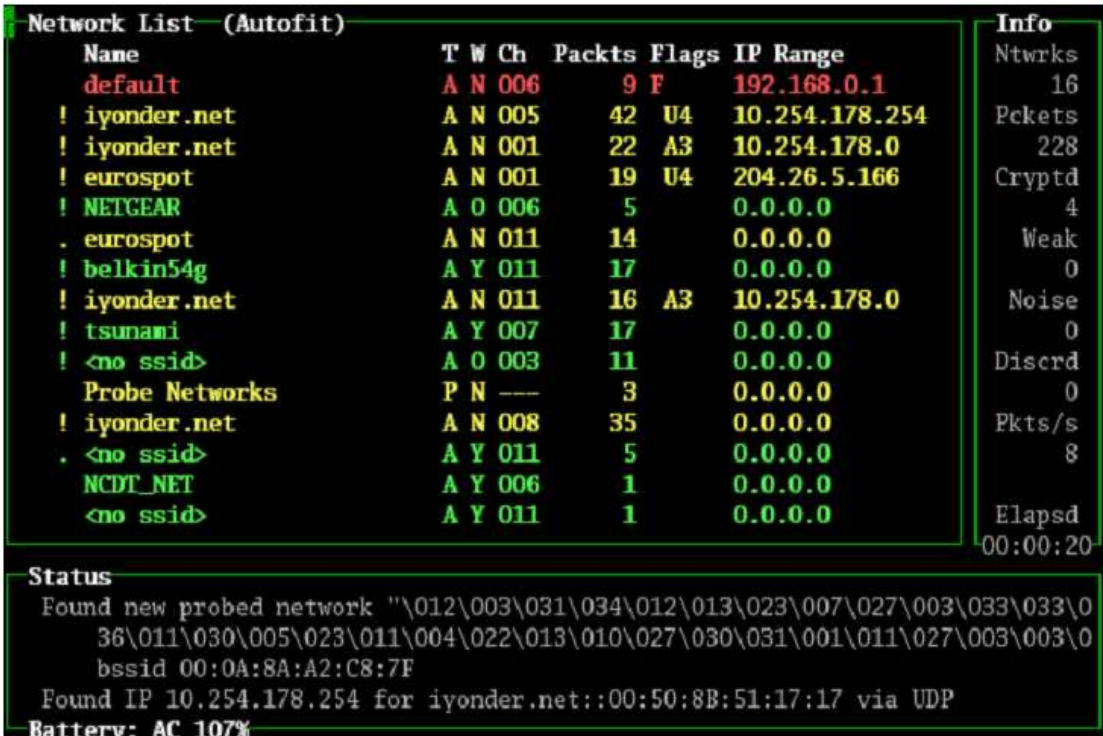 Network List (Autofit)
Name T W Ch Packts Flags IP Range
default A N 006 9 F 192.168.0.1
! iyonder.net A N 005 42 U4 10.254.178.254
! iyonder.net A N 001 22 A3 10.254.178.0
! eurospot A N 001 19 U4 204.26.5.166
! NETGEAR A O 006 5 0.0.0.0
. eurospot A N 011 14 0.0.0.0
! belkin54g A Y 011 17 0.0.0.0
! iyonder.net A N 011 16 A3 10.254.178.0
! tsunami A Y 007 17 0.0.0.0
! <no ssid> A O 003 11 0.0.0.0
Probe Networks P N --- 3 0.0.0.0
! iyonder.net A N 008 35 0.0.0.0
. <no ssid> A Y 011 5 0.0.0.0
NCDT_NET A Y 006 1 0.0.0.0
<no ssid> A Y 011 1 0.0.0.0
Info
Ntwrks
16
Pckets
228
Cryptd
4
Weak
0
Noise
0
Discrd
0
Pkts/s
8
Elapsd
00:00:20
Status
Found new probed network "\012\003\031\034\012\013\023\007\027\003\033\033\0
36\011\030\005\023\011\004\022\013\010\027\030\031\001\011\027\003\003\0
bssid 00:0A:8A:A2:C8:7F
Found IP 10.254.178.254 for iyonder.net::00:50:8B:51:17:17 via UDP
Battery: AC 107%